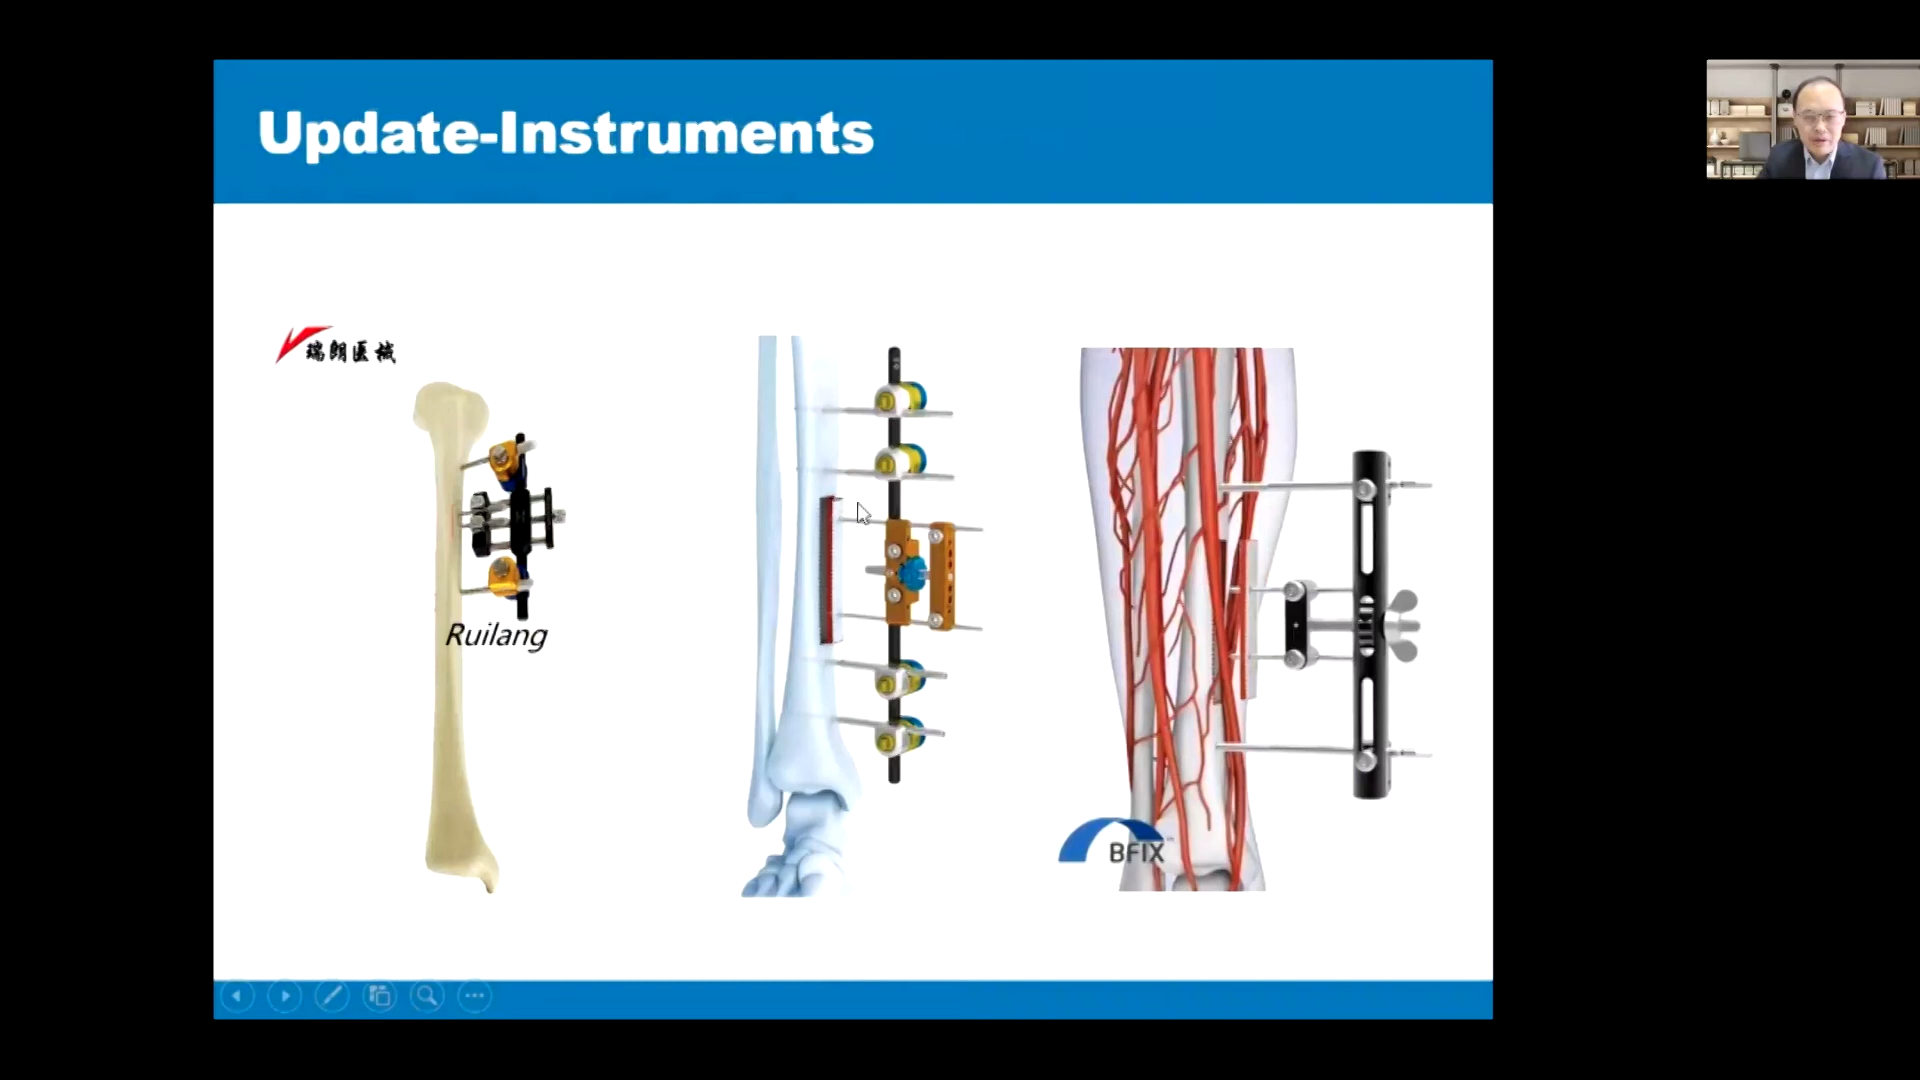 Update-Instruments
瑞朗医械
Ruilang
BFIX